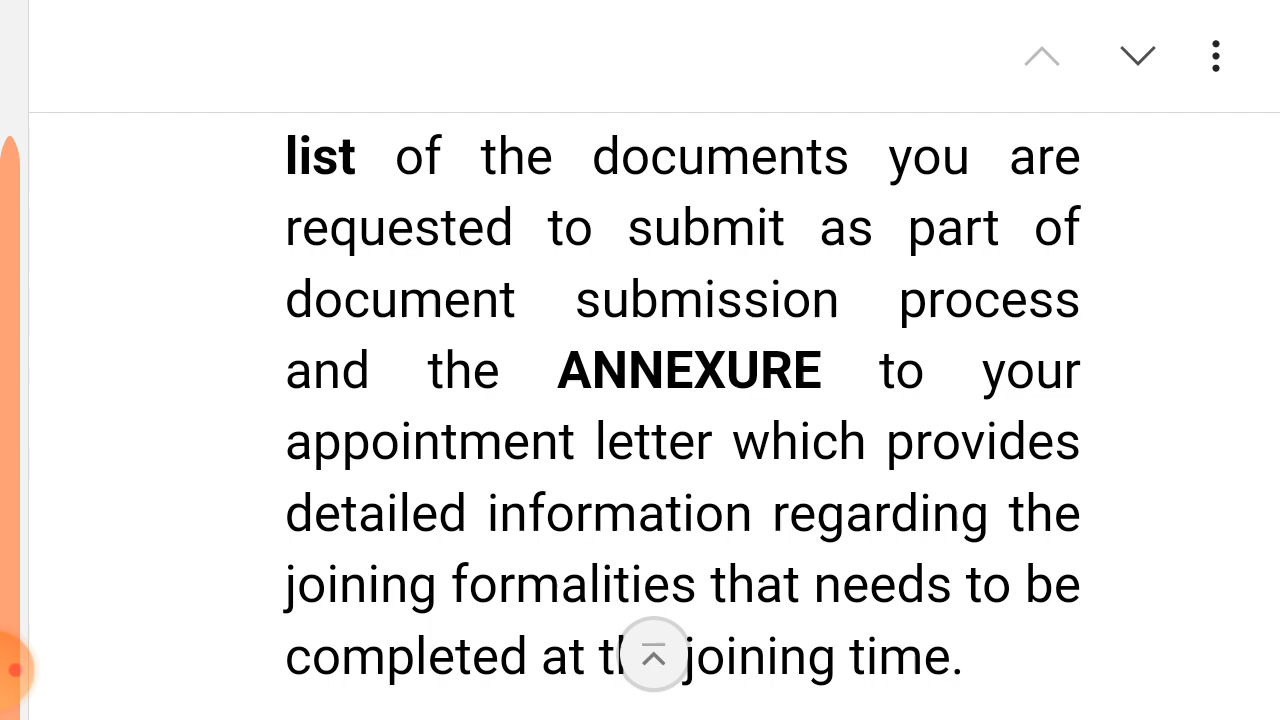 list of the documents you are
requested to submit as part of
document submission process
and the ANNEXURE to your
appointment letter which provides
detailed information regarding the
joining formalities that needs to be
completed at joining time.